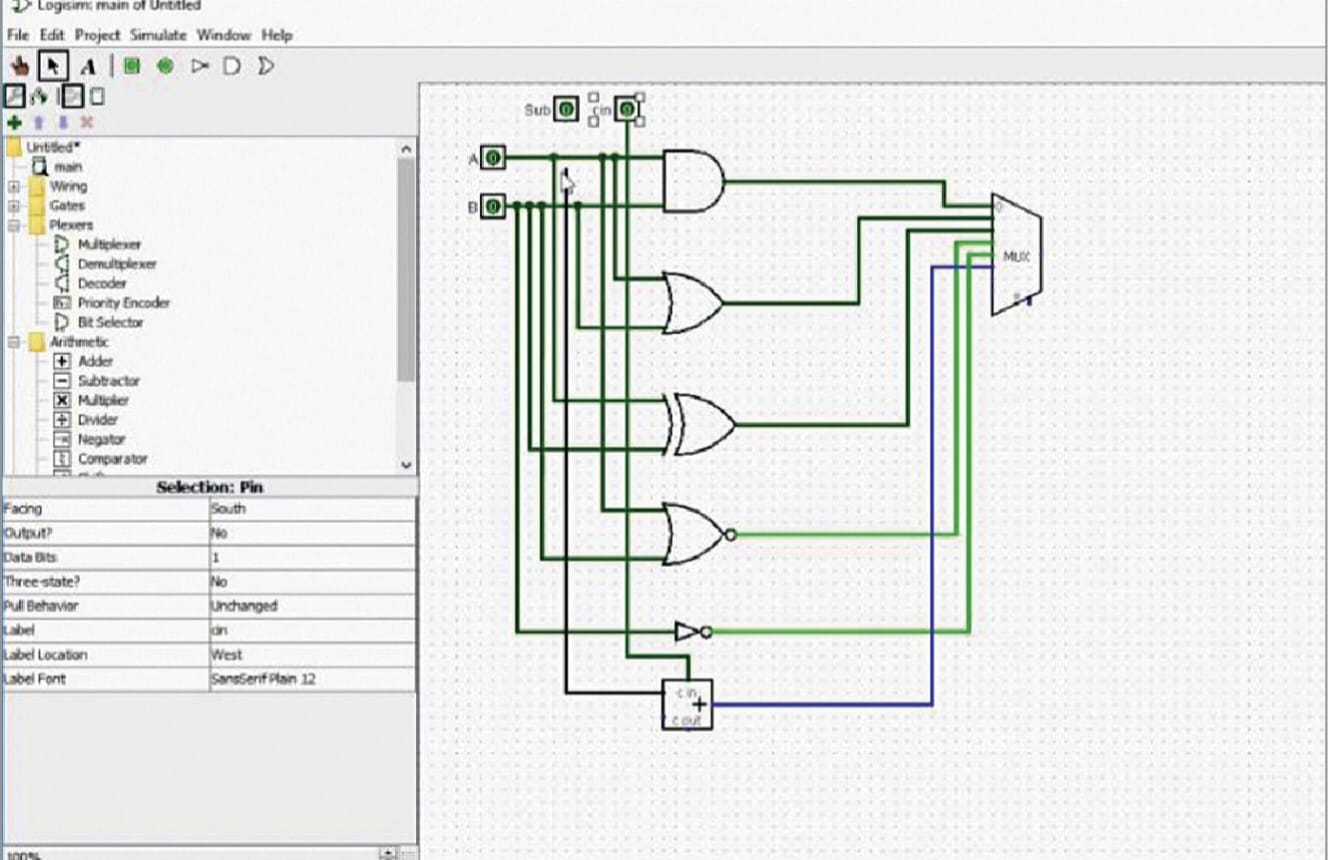 Logisim: main of Untitled
File Edit Project Simulate Window Help
A
Untitled*
main
Wiring
Gates
Plexers
Multiplexer
Demultiplexer
Decoder
Priority Encoder
Bit Selector
Arithmetic
Adder
Subtractor
Multiplier
Divider
Negator
Comparator
Selection: Pin
Facing South
Output? No
Data Bits 1
Three-state? No
Pull Behavior Unchanged
Label cin
Label Location West
Label Font SansSerif Plain 12
100%
Sub 0 cin 0
A 0
B 0
0
MUX
c in
+
c out